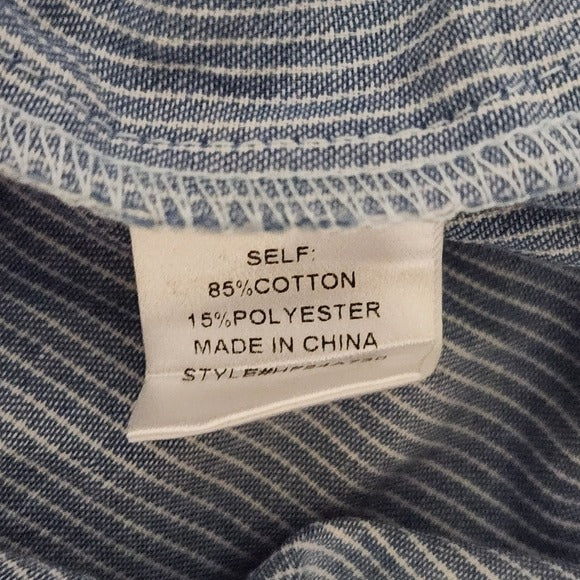 SELF:
85%COTTON
15%POLYESTER
MADE IN CHINA